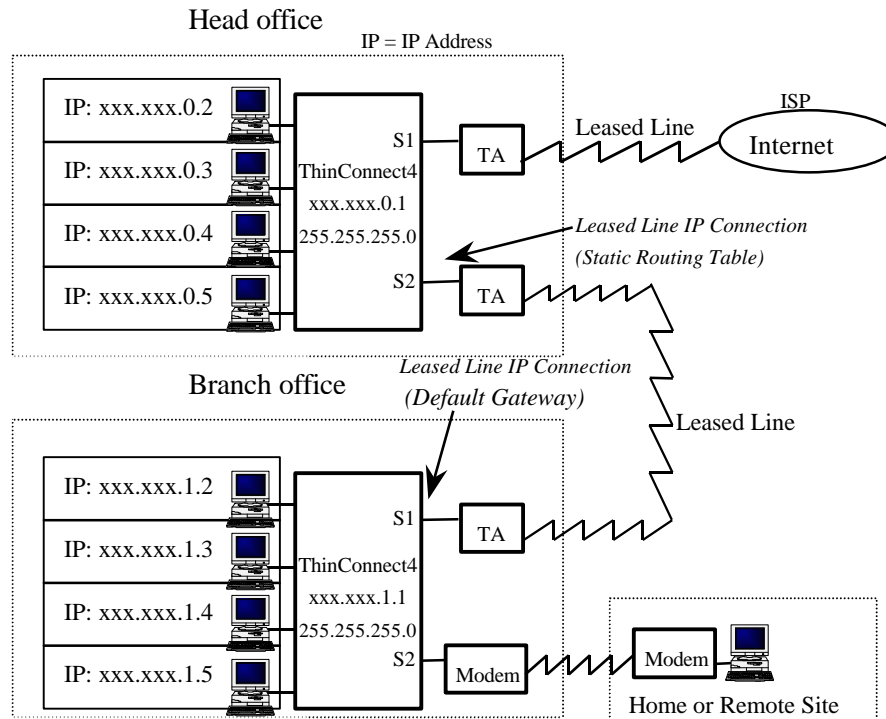 Head office
IP = IP Address
IP: xxx.xxx.0.2
IP: xxx.xxx.0.3
IP: xxx.xxx.0.4
IP: xxx.xxx.0.5
S1
ThinConnect4
xxx.xxx.0.1
255.255.255.0
S2
TA
TA
Leased Line
ISP
Internet
Leased Line IP Connection
(Static Routing Table)
Branch office
Leased Line IP Connection
(Default Gateway)
Leased Line
IP: xxx.xxx.1.2
IP: xxx.xxx.1.3
IP: xxx.xxx.1.4
IP: xxx.xxx.1.5
S1
ThinConnect4
xxx.xxx.1.1
255.255.255.0
S2
TA
Modem
Modem
Home or Remote Site